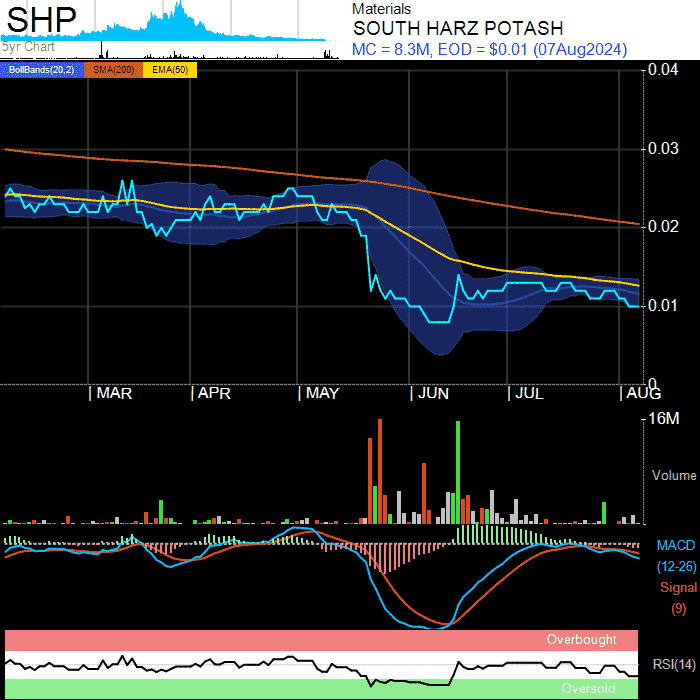 SHP
5yr Chart
Materials
SOUTH HARZ POTASH
MC = 8.3M, EOD = $0.01 (07Aug2024)
BollBands(20,2) SMA(200) EMA(50)
0.04
0.03
0.02
0.01
0
MAR APR MAY JUN JUL AUG
16M
Volume
MACD
(12-26)
Signal
(9)
Overbought
RSI(14)
Oversold